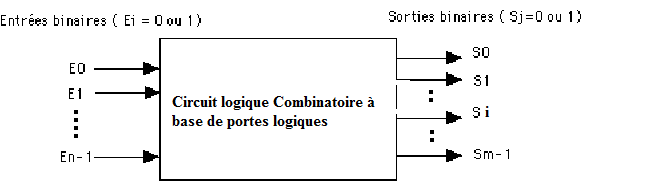 Entrées binaires ( Ei = 0 ou 1)
Sorties binaires ( Sj=0 ou 1)
E0
E1
En-1
Circuit logique Combinatoire à
base de portes logiques
S0
S1
Si
Sm-1